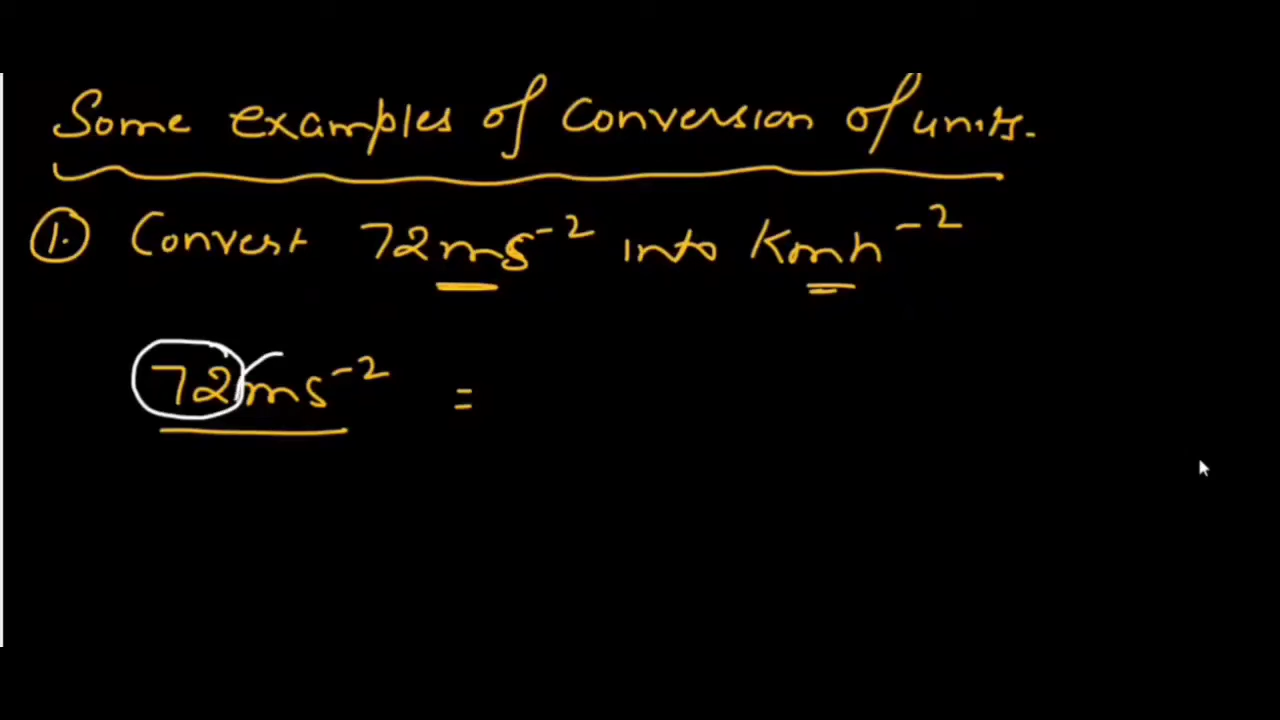 Some examples of conversion of units.
1. Convert 72ms⁻² into Kmh⁻²
72ms⁻² =